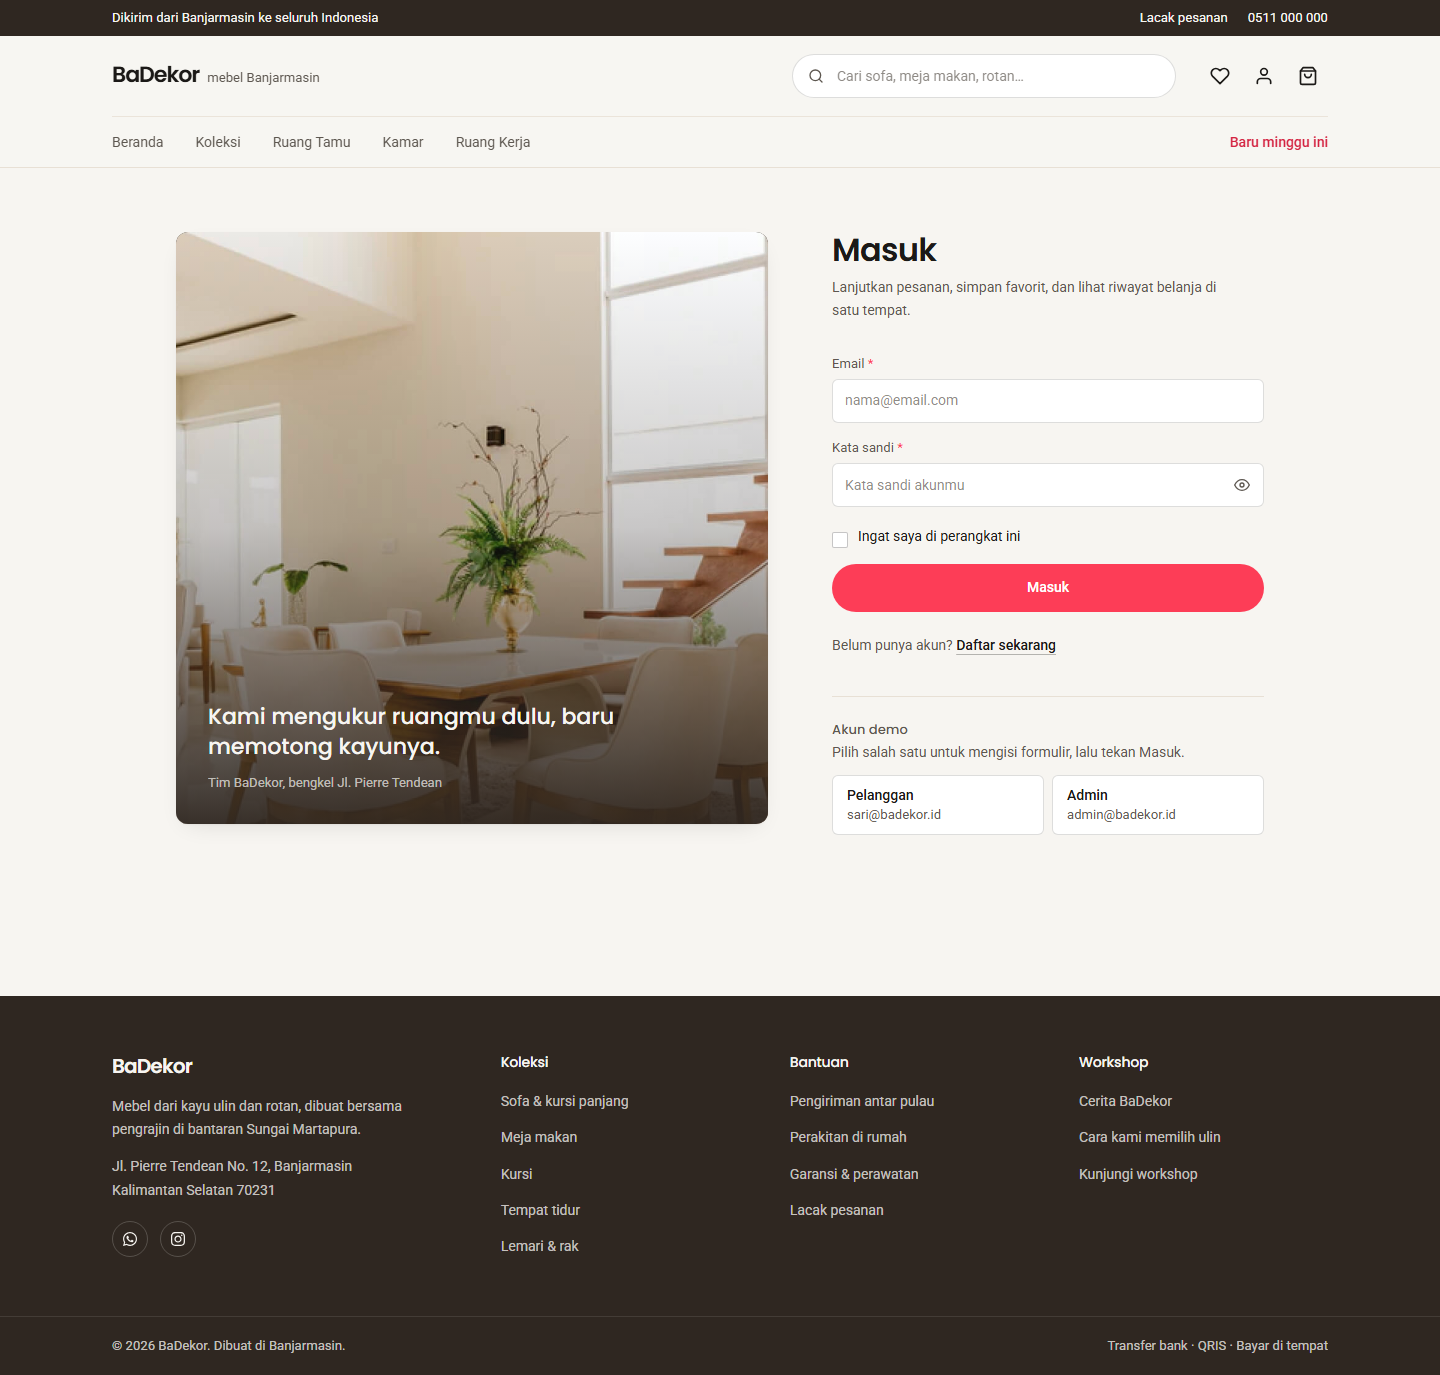 Dikirim dari Banjarmasin ke seluruh Indonesia
Lacak pesanan
0511 000 000
BaDekor
mebel Banjarmasin
Cari sofa, meja makan, rotan…
Beranda
Koleksi
Ruang Tamu
Kamar
Ruang Kerja
Baru minggu ini
Kami mengukur ruangmu dulu, baru
memotong kayunya.
Tim BaDekor, bengkel Jl. Pierre Tendean
Masuk
Lanjutkan pesanan, simpan favorit, dan lihat riwayat belanja di
satu tempat.
Email *
nama@email.com
Kata sandi *
Kata sandi akunmu
Ingat saya di perangkat ini
Masuk
Belum punya akun? Daftar sekarang
Akun demo
Pilih salah satu untuk mengisi formulir, lalu tekan Masuk.
Pelanggan
sari@badekor.id
Admin
admin@badekor.id
BaDekor
Mebel dari kayu ulin dan rotan, dibuat bersama
pengrajin di bantaran Sungai Martapura.
Jl. Pierre Tendean No. 12, Banjarmasin
Kalimantan Selatan 70231
Koleksi
Sofa & kursi panjang
Meja makan
Kursi
Tempat tidur
Lemari & rak
Bantuan
Pengiriman antar pulau
Perakitan di rumah
Garansi & perawatan
Lacak pesanan
Workshop
Cerita BaDekor
Cara kami memilih ulin
Kunjungi workshop
© 2026 BaDekor. Dibuat di Banjarmasin.
Transfer bank · QRIS · Bayar di tempat